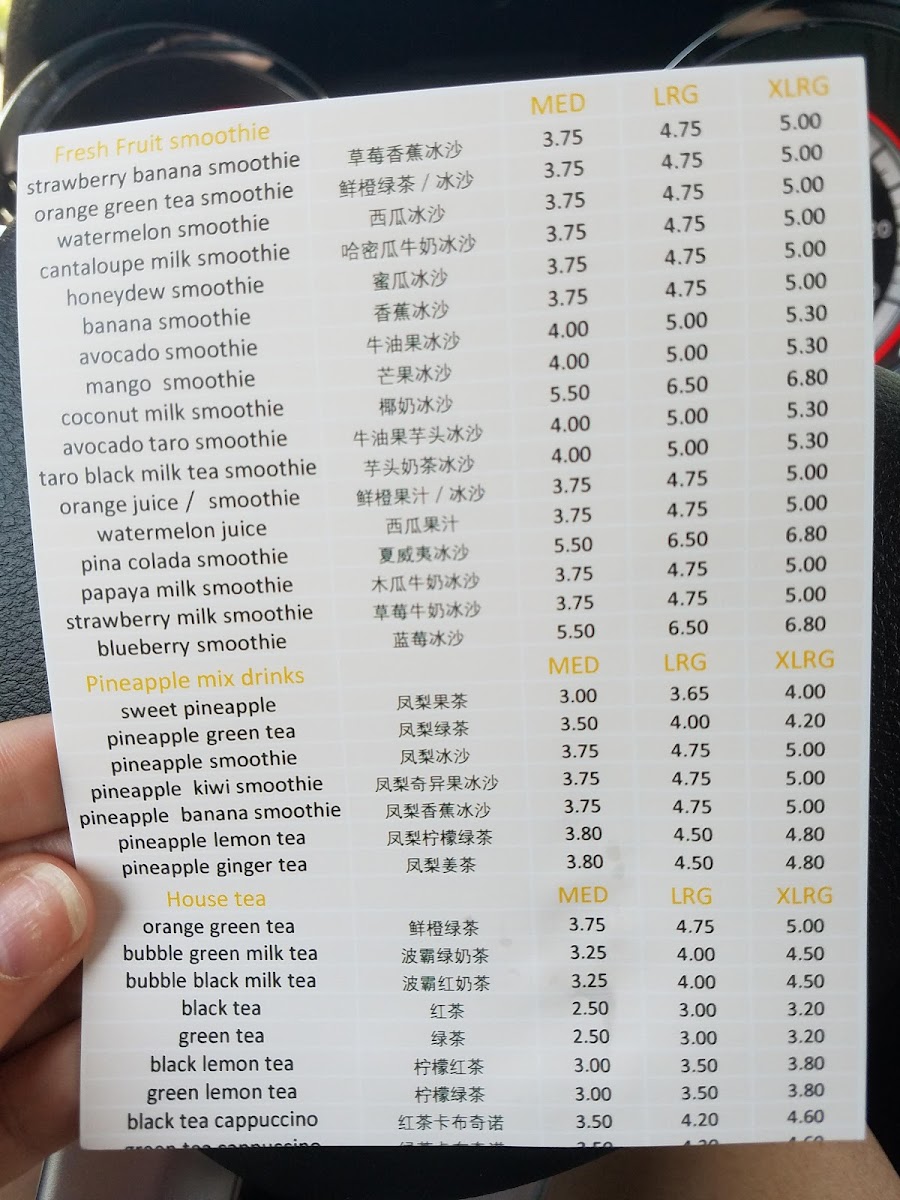 Fresh Fruit smoothie MED LRG XLRG
strawberry banana smoothie 草莓香蕉冰沙 3.75 4.75 5.00
orange green tea smoothie 鲜橙绿茶 / 冰沙 3.75 4.75 5.00
watermelon smoothie 西瓜冰沙 3.75 4.75 5.00
cantaloupe milk smoothie 哈密瓜牛奶冰沙 3.75 4.75 5.00
honeydew smoothie 蜜瓜冰沙 3.75 4.75 5.00
banana smoothie 香蕉冰沙 3.75 4.75 5.00
avocado smoothie 牛油果冰沙 4.00 5.00 5.30
mango smoothie 芒果冰沙 4.00 5.00 5.30
coconut milk smoothie 椰奶冰沙 5.50 6.50 6.80
avocado taro smoothie 牛油果芋头冰沙 4.00 5.00 5.30
taro black milk tea smoothie 芋头奶茶冰沙 4.00 5.00 5.30
orange juice / smoothie 鲜橙果汁 / 冰沙 3.75 4.75 5.00
watermelon juice 西瓜果汁 3.75 4.75 5.00
pina colada smoothie 夏威夷冰沙 5.50 6.50 6.80
papaya milk smoothie 木瓜牛奶冰沙 3.75 4.75 5.00
strawberry milk smoothie 草莓牛奶冰沙 3.75 4.75 5.00
blueberry smoothie 蓝莓冰沙 5.50 6.50 6.80
Pineapple mix drinks MED LRG XLRG
sweet pineapple 凤梨果茶 3.00 3.65 4.00
pineapple green tea 凤梨绿茶 3.50 4.00 4.20
pineapple smoothie 凤梨冰沙 3.75 4.75 5.00
pineapple kiwi smoothie 凤梨奇异果冰沙 3.75 4.75 5.00
pineapple banana smoothie 凤梨香蕉冰沙 3.75 4.75 5.00
pineapple lemon tea 凤梨柠檬绿茶 3.80 4.50 4.80
pineapple ginger tea 凤梨姜茶 3.80 4.50 4.80
House tea MED LRG XLRG
orange green tea 鲜橙绿茶 3.75 4.75 5.00
bubble green milk tea 波霸绿奶茶 3.25 4.00 4.50
bubble black milk tea 波霸红奶茶 3.25 4.00 4.50
black tea 红茶 2.50 3.00 3.20
green tea 绿茶 2.50 3.00 3.20
black lemon tea 柠檬红茶 3.00 3.50 3.80
green lemon tea 柠檬绿茶 3.00 3.50 3.80
black tea cappuccino 红茶卡布奇诺 3.50 4.20 4.60
green tea cappuccino 绿茶卡布奇诺 3.50 4.20 4.60